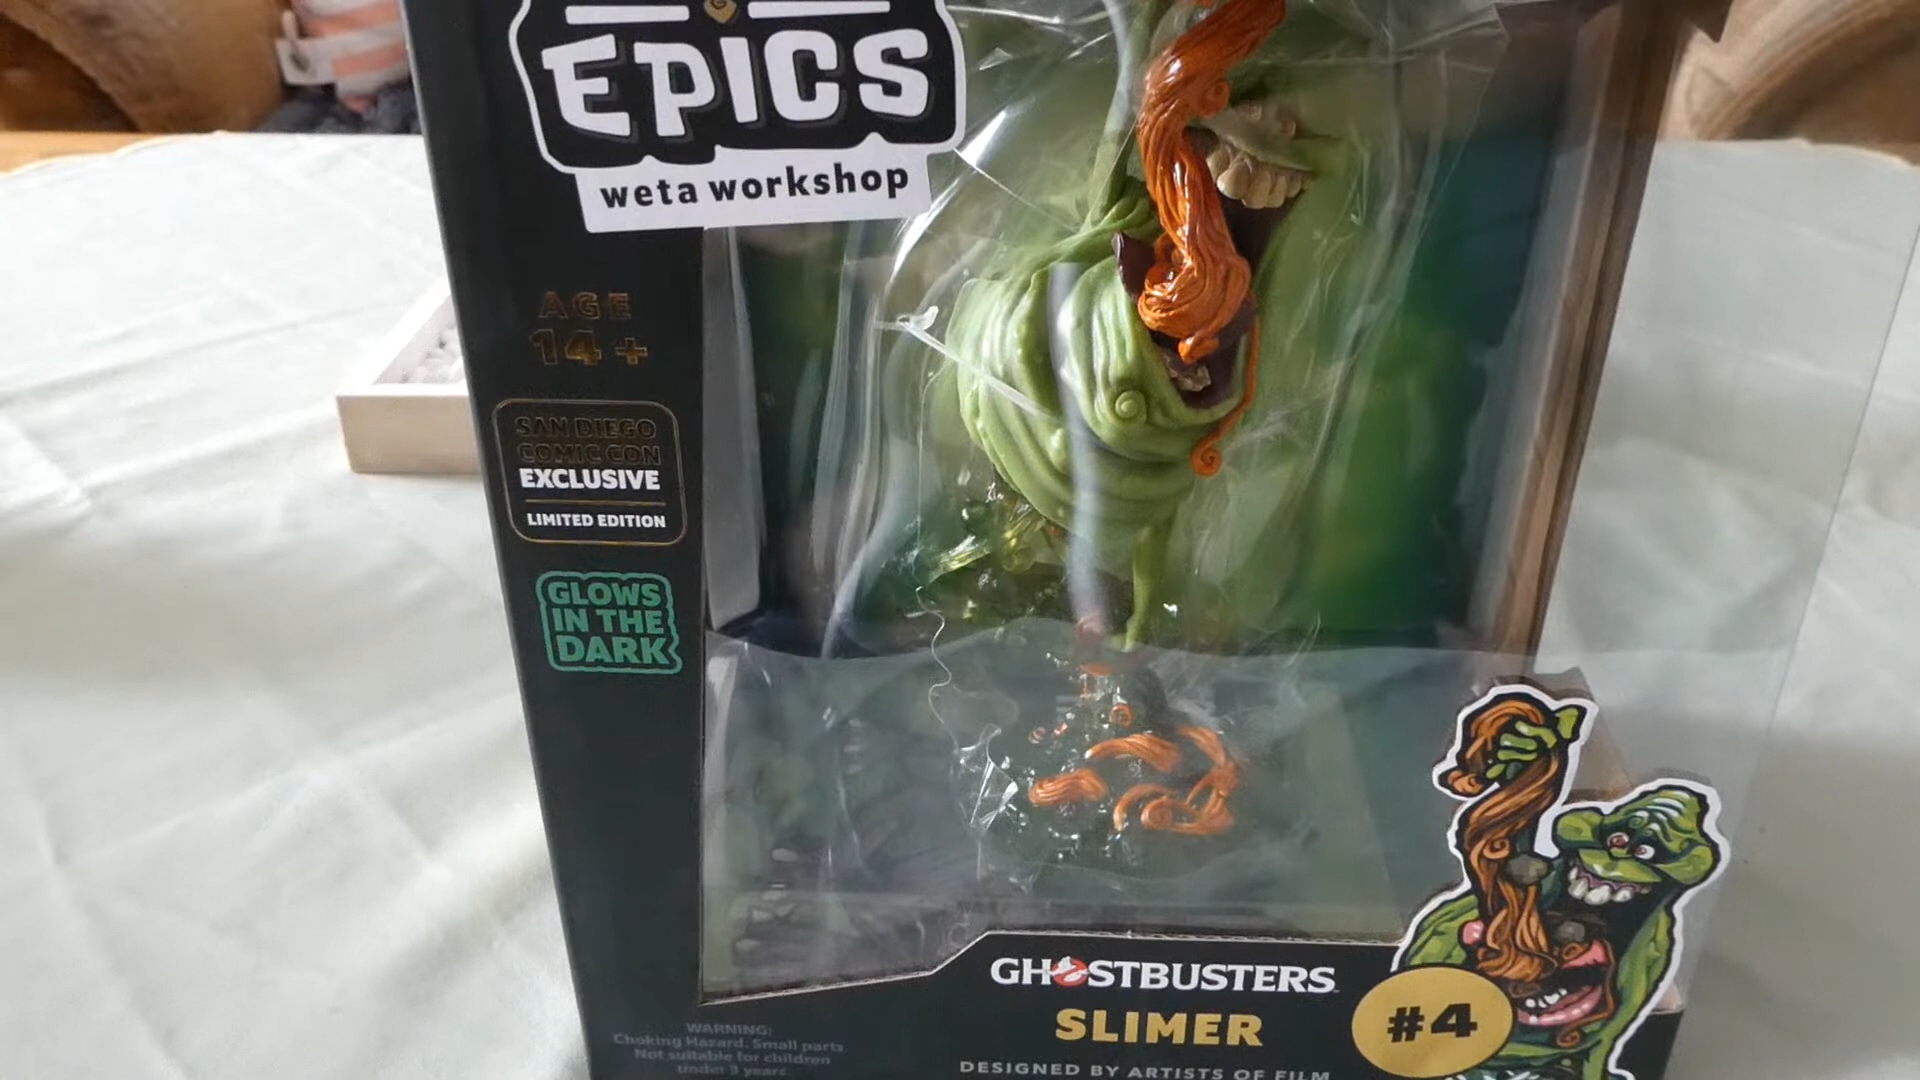 EPICS
weta workshop
AGE
14+
SAN DIEGO
COMIC CON
EXCLUSIVE
LIMITED EDITION
GLOWS
IN THE
DARK
GHOSTBUSTERS
SLIMER
#4
DESIGNED BY ARTISTS OF FILM
WARNING:
Choking Hazard. Small parts
Not suitable for children
under 3 years.